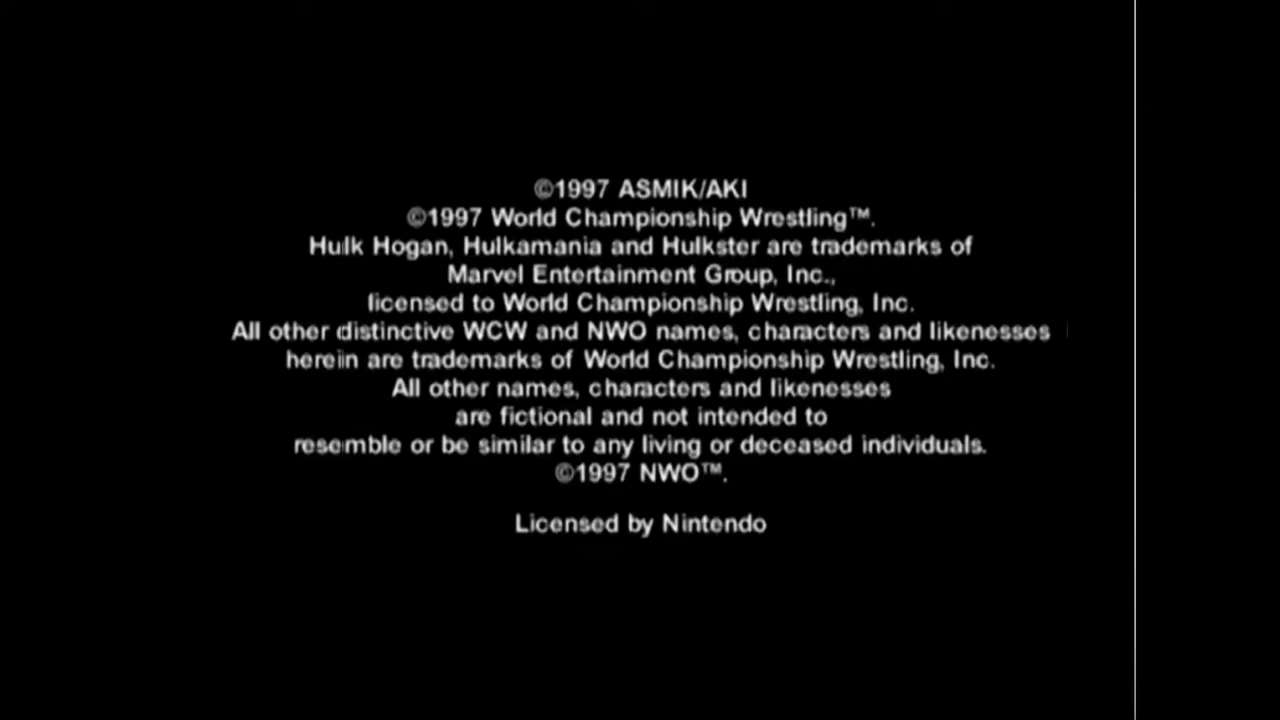 ©1997 ASMIK/AKI
©1997 World Championship Wrestling™.
Hulk Hogan, Hulkamania and Hulkster are trademarks of
Marvel Entertainment Group, Inc.,
licensed to World Championship Wrestling, Inc.
All other distinctive WCW and NWO names, characters and likenesses
herein are trademarks of World Championship Wrestling, Inc.
All other names, characters and likenesses
are fictional and not intended to
resemble or be similar to any living or deceased individuals.
©1997 NWO™.
Licensed by Nintendo